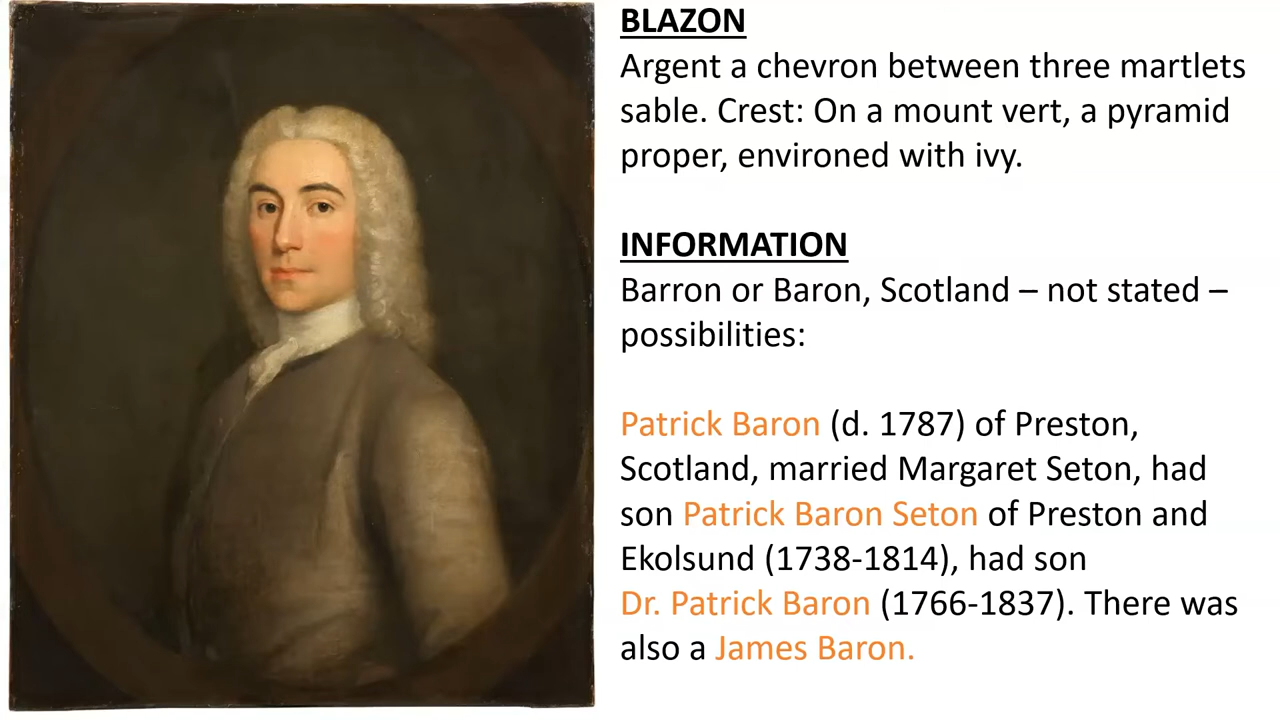 BLAZON
Argent a chevron between three martlets
sable. Crest: On a mount vert, a pyramid
proper, environed with ivy.
INFORMATION
Barron or Baron, Scotland – not stated –
possibilities:
Patrick Baron (d. 1787) of Preston,
Scotland, married Margaret Seton, had
son Patrick Baron Seton of Preston and
Ekolsund (1738-1814), had son
Dr. Patrick Baron (1766-1837). There was
also a James Baron.